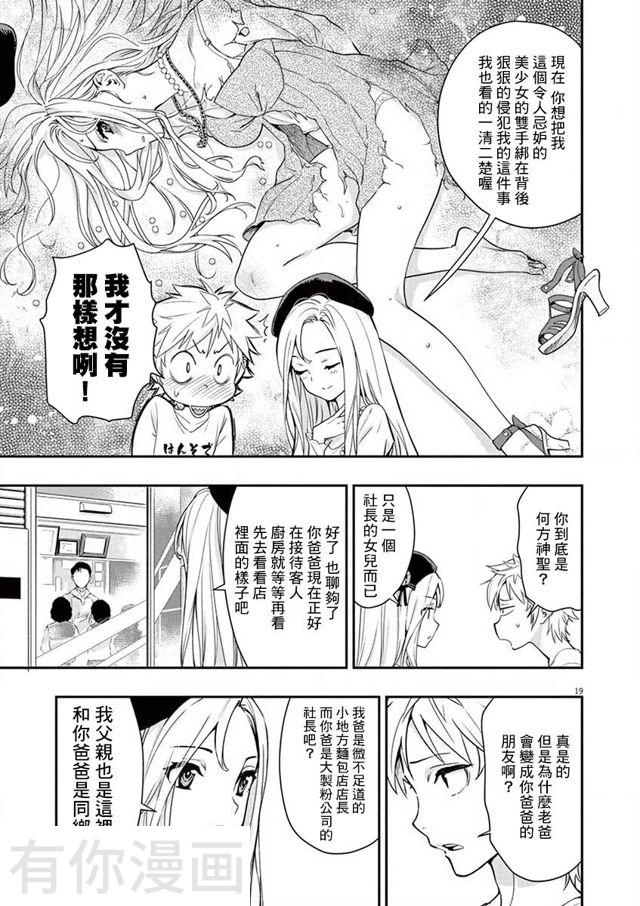 現在 你想把我
這個令人忌妒的
美少女的雙手綁在背後
狠狠的侵犯我的這件事
我也看的一清二楚喔
我才沒有
那樣想咧！
はんそで
你到底是
何方神聖？
只是一個
社長的女兒而已
好了 也聊夠了
你爸爸現在正好
在接待客人
廚房就等等再看
先去看看店
裡面的樣子吧
19
真是的
但是為什麼老爸
會變成你爸爸的
朋友啊？
我爸是微不足道的
小地方麵包店店長
而你爸是大製粉公司的
社長吧？
我父親也是這裡
和你爸爸是同鄉
有你漫画